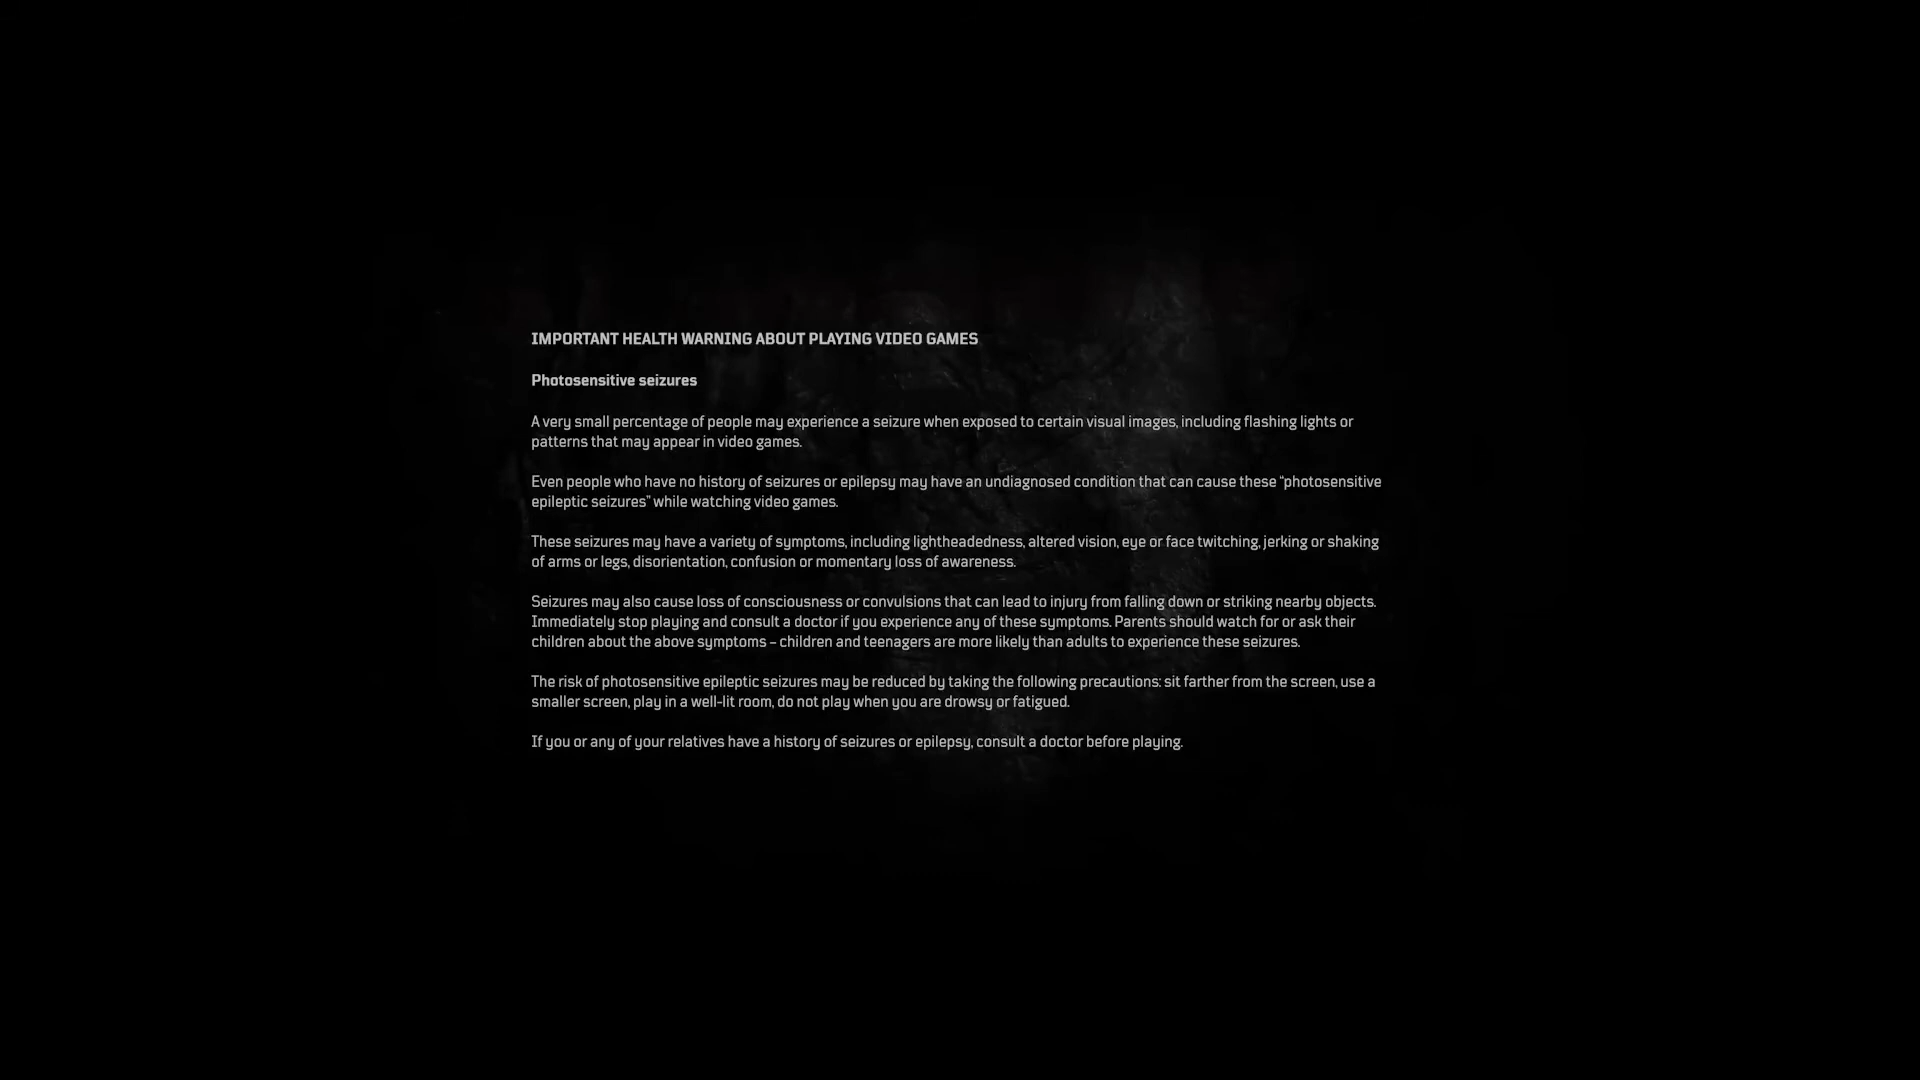 IMPORTANT HEALTH WARNING ABOUT PLAYING VIDEO GAMES
Photosensitive seizures
A very small percentage of people may experience a seizure when exposed to certain visual images, including flashing lights or
patterns that may appear in video games.
Even people who have no history of seizures or epilepsy may have an undiagnosed condition that can cause these “photosensitive
epileptic seizures” while watching video games.
These seizures may have a variety of symptoms, including lightheadedness, altered vision, eye or face twitching, jerking or shaking
of arms or legs, disorientation, confusion or momentary loss of awareness.
Seizures may also cause loss of consciousness or convulsions that can lead to injury from falling down or striking nearby objects.
Immediately stop playing and consult a doctor if you experience any of these symptoms. Parents should watch for or ask their
children about the above symptoms – children and teenagers are more likely than adults to experience these seizures.
The risk of photosensitive epileptic seizures may be reduced by taking the following precautions: sit farther from the screen, use a
smaller screen, play in a well-lit room, do not play when you are drowsy or fatigued.
If you or any of your relatives have a history of seizures or epilepsy, consult a doctor before playing.